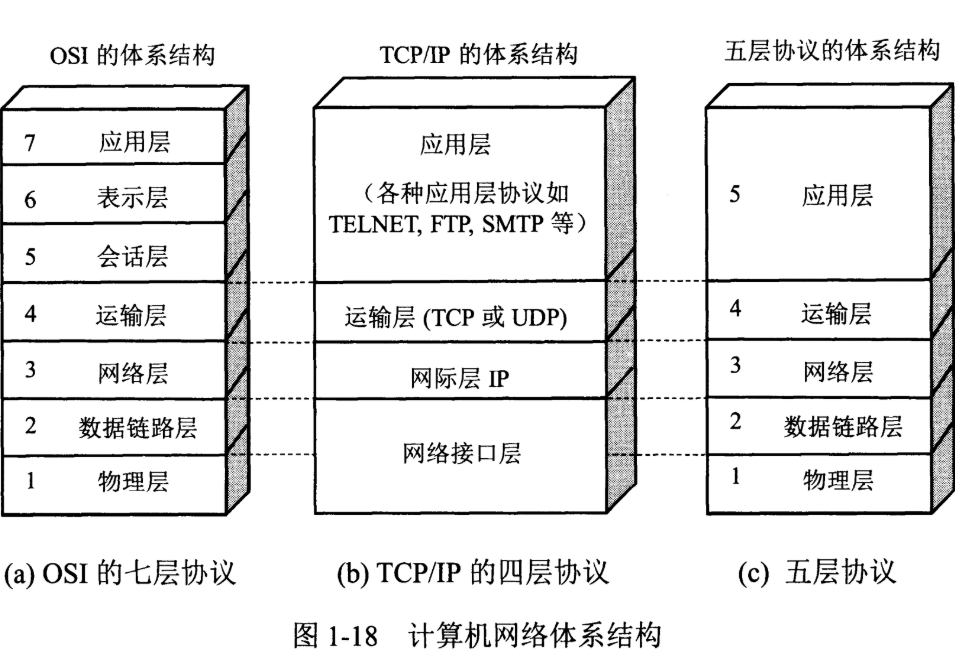 OSI 的体系结构
7 应用层
6 表示层
5 会话层
4 运输层
3 网络层
2 数据链路层
1 物理层
(a) OSI 的七层协议
TCP/IP 的体系结构
应用层
（各种应用层协议如
TELNET, FTP, SMTP 等）
运输层 (TCP 或 UDP)
网际层 IP
网络接口层
(b) TCP/IP 的四层协议
五层协议的体系结构
5 应用层
4 运输层
3 网络层
2 数据链路层
1 物理层
(c) 五层协议
图 1-18 计算机网络体系结构